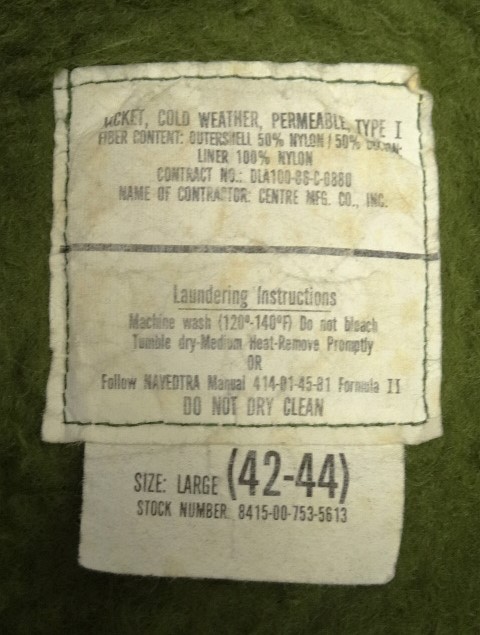 JACKET, COLD WEATHER, PERMEABLE, TYPE I
FIBER CONTENT: OUTERSHELL 50% NYLON / 50% COTTON-
LINER 100% NYLON
CONTRACT NO.: DLA100-86-C-0880
NAME OF CONTRACTOR: CENTRE MFG. CO., INC.
Laundering Instructions
Machine wash (120°-140°F) Do not bleach
Tumble dry-Medium Heat-Remove Promptly
OR
Follow NAVEDTRA Manual 414-01-45-81 Formula II
DO NOT DRY CLEAN
SIZE: LARGE (42-44)
STOCK NUMBER. 8415-00-753-5613